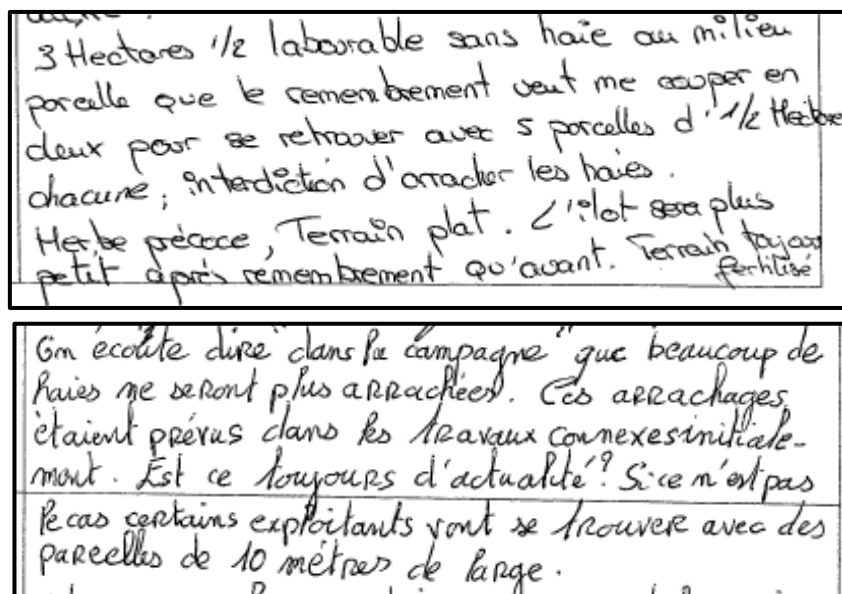 3 Hectares 1/2 labourable sans haie au milieu
parcelle que le remembrement veut me couper en
deux pour se retrouver avec 5 parcelles d'1/2 Hectare
chacune, interdiction d'arracher les haies.
Herbe précoce, Terrain plat. L'ilot sera plus
petit après remembrement qu'avant. Terrain toujours
fertilisé
On écoute dire "dans la campagne" que beaucoup de
haies ne seront plus arrachées. Ces arrachages
étaient prévus dans les travaux connexes initiale-
ment. Est ce toujours d'actualité? Si ce n'est pas
le cas certains exploitants vont se trouver avec des
parcelles de 10 mètres de large.